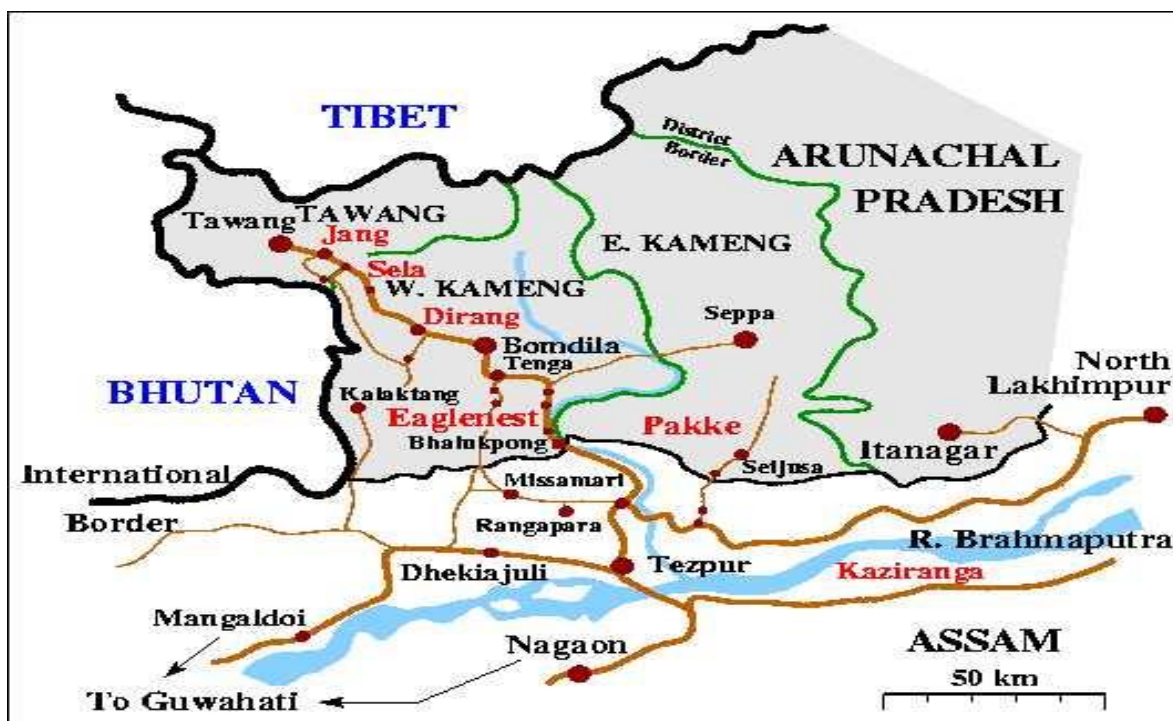 TIBET
District
Border
ARUNACHAL
PRADESH
Tawang
TAWANG
Jang
Sela
E. KAMENG
W. KAMENG
Dirang
Seppa
Bomdila
Tenga
BHUTAN
Kalaktang
North
Lakhimpur
Eaglenest
Pakke
Bhalukpong
Itanagar
Seijusa
International
Border
Missamari
Rangapara
R. Brahmaputra
Dhekiajuli
Tezpur
Kaziranga
Mangaldoi
Nagaon
ASSAM
50 km
To Guwahati